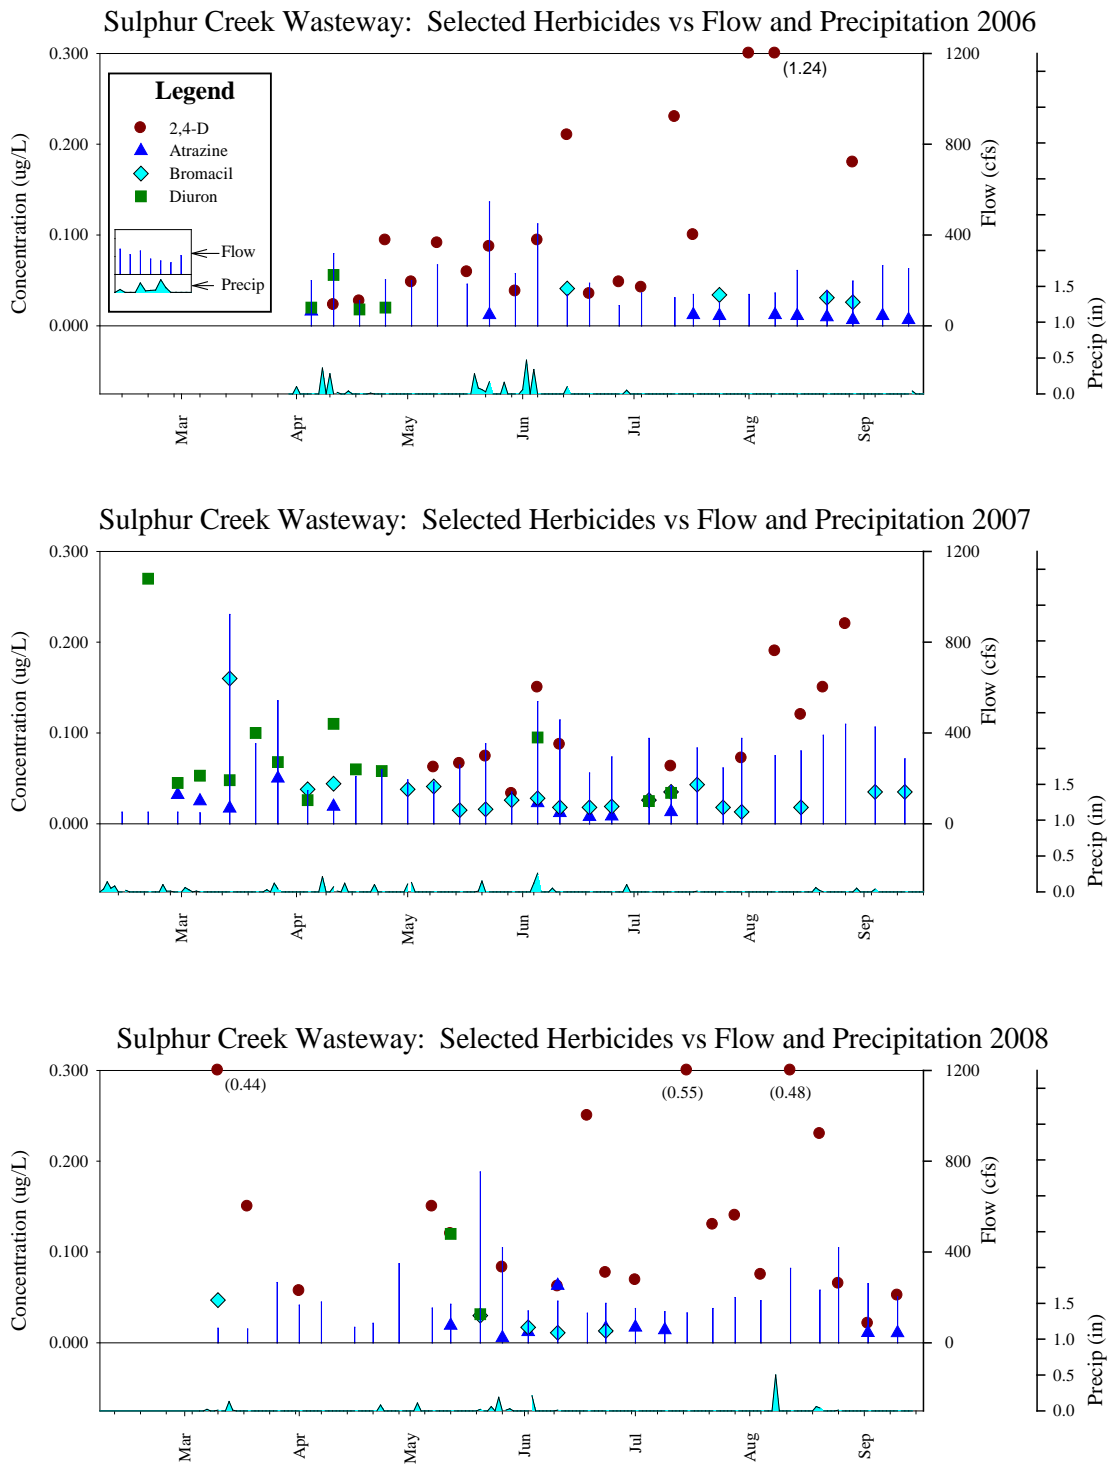 Sulphur Creek Wasteway:  Selected Herbicides vs Flow and Precipitation 2006
Concentration (ug/L)
0.300
0.200
0.100
0.000
Legend
2,4-D
Atrazine
Bromacil
Diuron
Flow
Precip
(1.24)
1200
800
400
0
Flow (cfs)
1.5
1.0
0.5
0.0
Precip (in)
Mar
Apr
May
Jun
Jul
Aug
Sep
Sulphur Creek Wasteway:  Selected Herbicides vs Flow and Precipitation 2007
Concentration (ug/L)
0.300
0.200
0.100
0.000
1200
800
400
0
Flow (cfs)
1.5
1.0
0.5
0.0
Precip (in)
Mar
Apr
May
Jun
Jul
Aug
Sep
Sulphur Creek Wasteway:  Selected Herbicides vs Flow and Precipitation 2008
Concentration (ug/L)
0.300
0.200
0.100
0.000
(0.44)
(0.55)
(0.48)
1200
800
400
0
Flow (cfs)
1.5
1.0
0.5
0.0
Precip (in)
Mar
Apr
May
Jun
Jul
Aug
Sep